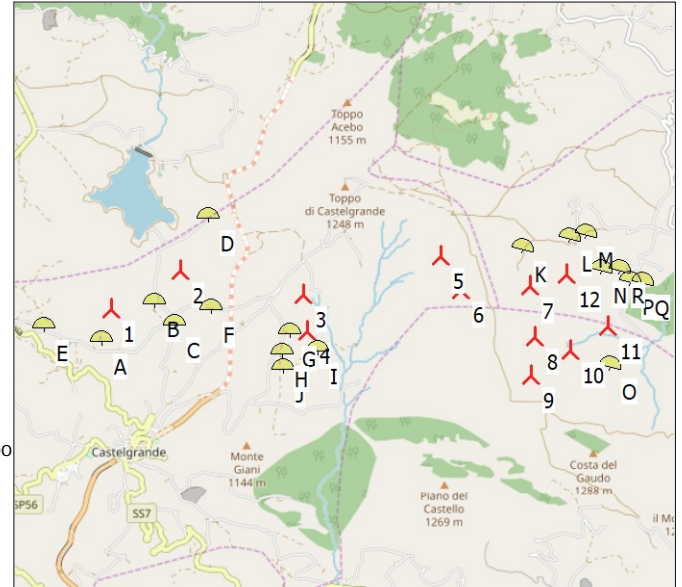 Toppo
Acebo
1155 m
Toppo
di Castelgrande
1248 m
D
5
K
L
M
2
12
N
R
P
Q
6
7
1
B
F
3
C
E
A
G
4
I
H
J
8
11
10
O
9
Castelgrande
Monte
Giani
1144 m
Piano del
Castello
1269 m
Costa del
Gaudo
1288 m
SP56
SS7